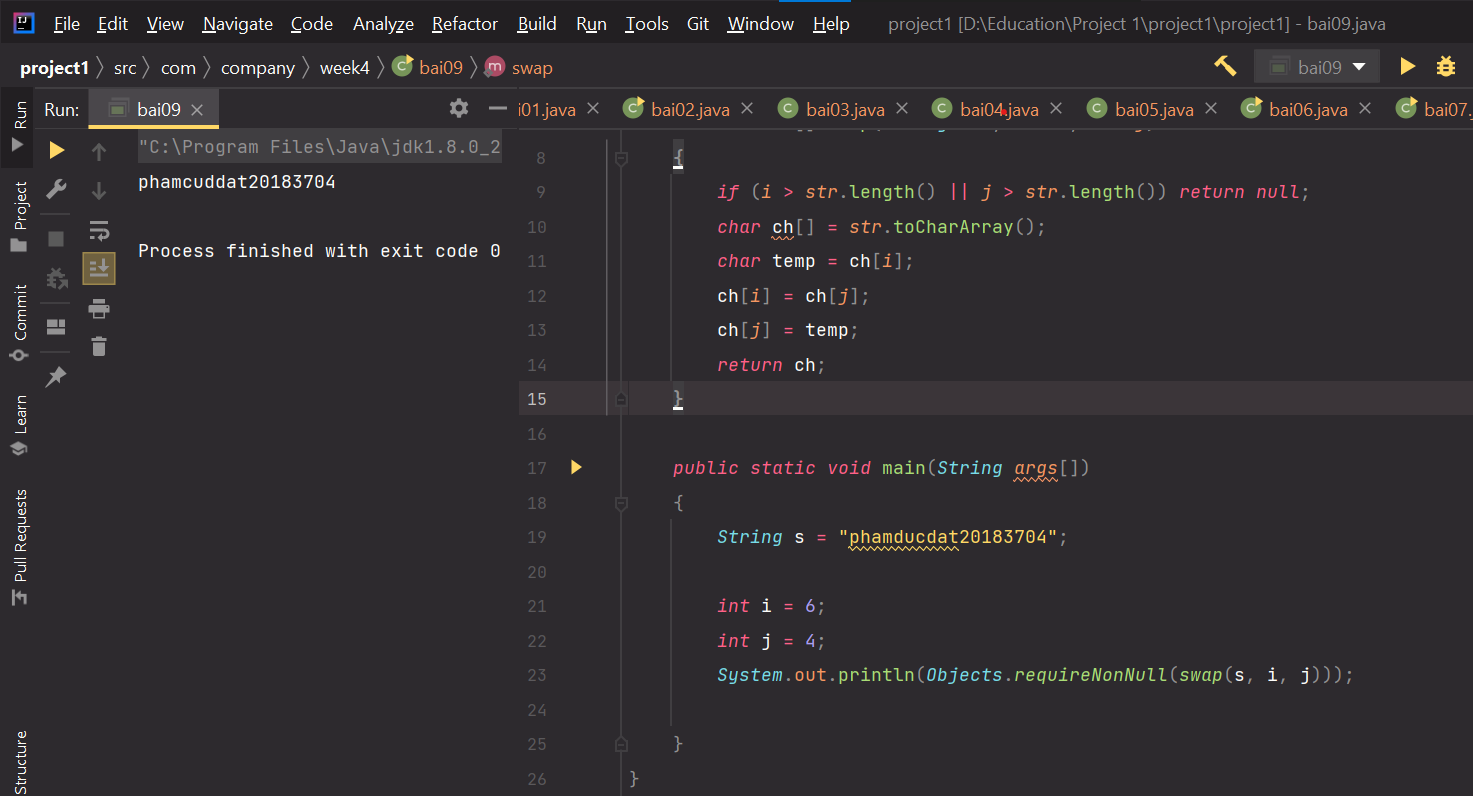 File Edit View Navigate Code Analyze Refactor Build Run Tools Git Window Help project1 [D:\Education\Project 1\project1\project1] - bai09.java
project1 src com company week4 bai09 swap
bai09
Run: bai09
i01.java bai02.java bai03.java bai04.java bai05.java bai06.java bai07.
Run
Project
Commit
Learn
Pull Requests
Structure
"C:\Program Files\Java\jdk1.8.0_2
phamcuddat20183704
Process finished with exit code 0
8 {
9 if (i > str.length() || j > str.length()) return null;
10 char ch[] = str.toCharArray();
11 char temp = ch[i];
12 ch[i] = ch[j];
13 ch[j] = temp;
14 return ch;
15 }
16
17 public static void main(String args[])
18 {
19 String s = "phamducdat20183704";
20
21 int i = 6;
22 int j = 4;
23 System.out.println(Objects.requireNonNull(swap(s, i, j)));
24
25 }
26 }